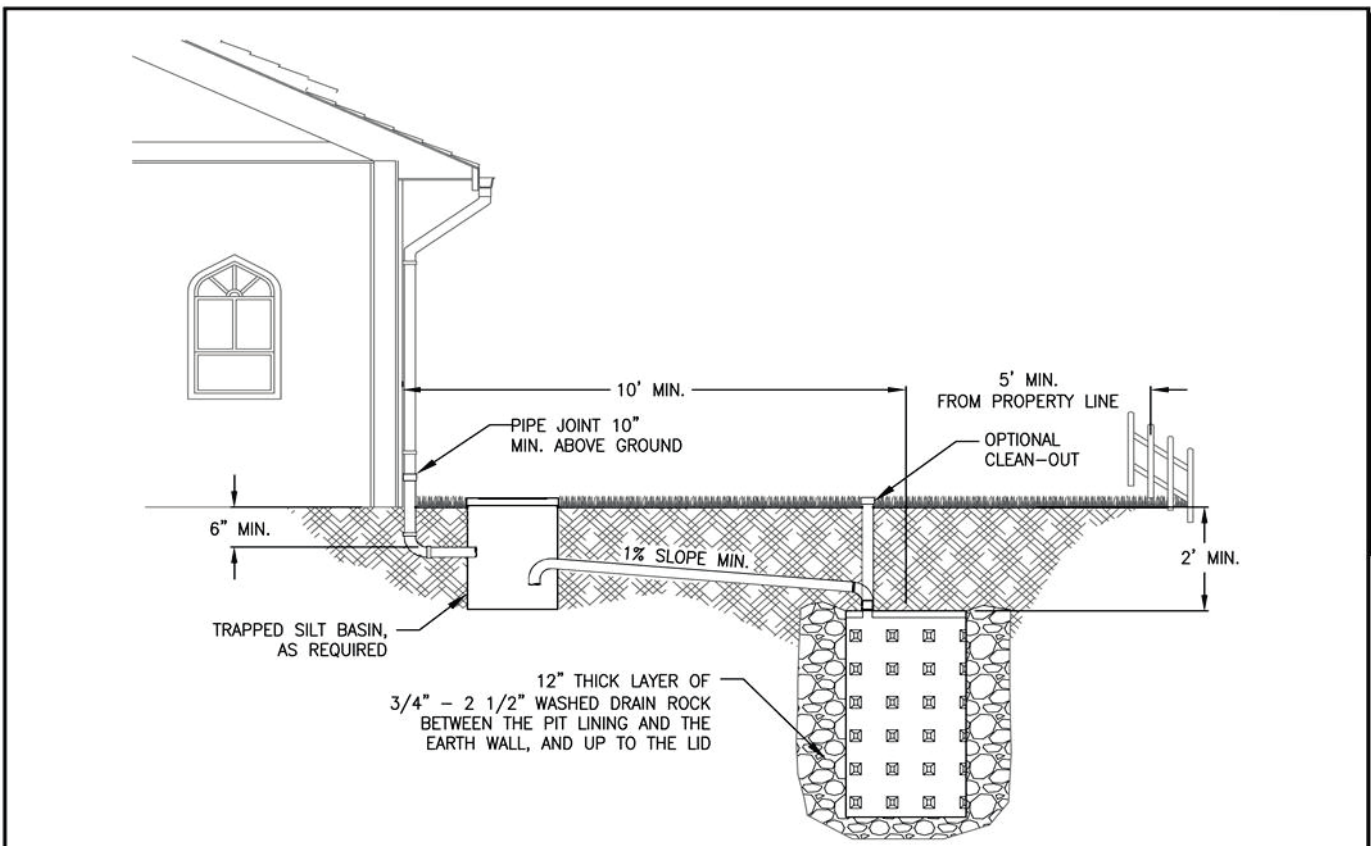 10' MIN.
5' MIN.
FROM PROPERTY LINE
PIPE JOINT 10"
MIN. ABOVE GROUND
OPTIONAL
CLEAN-OUT
6" MIN.
1% SLOPE MIN.
2' MIN.
TRAPPED SILT BASIN,
AS REQUIRED
12" THICK LAYER OF
3/4" - 2 1/2" WASHED DRAIN ROCK
BETWEEN THE PIT LINING AND THE
EARTH WALL, AND UP TO THE LID